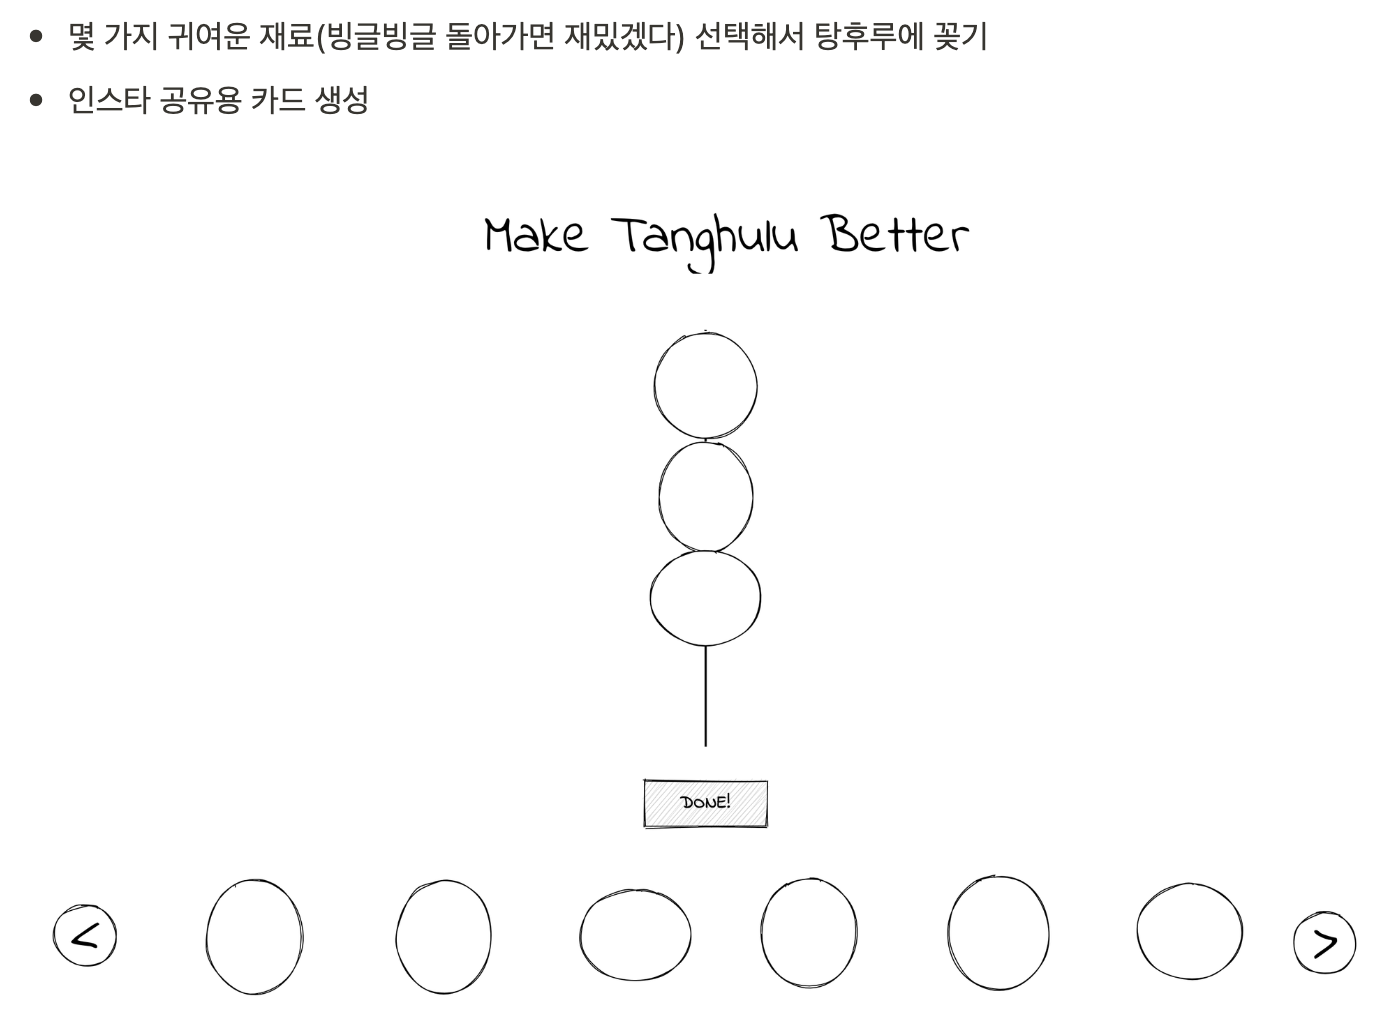 • 몇 가지 귀여운 재료(빙글빙글 돌아가면 재밌겠다) 선택해서 탕후루에 꽂기
• 인스타 공유용 카드 생성
Make Tanghulu Better
DONE!
< >